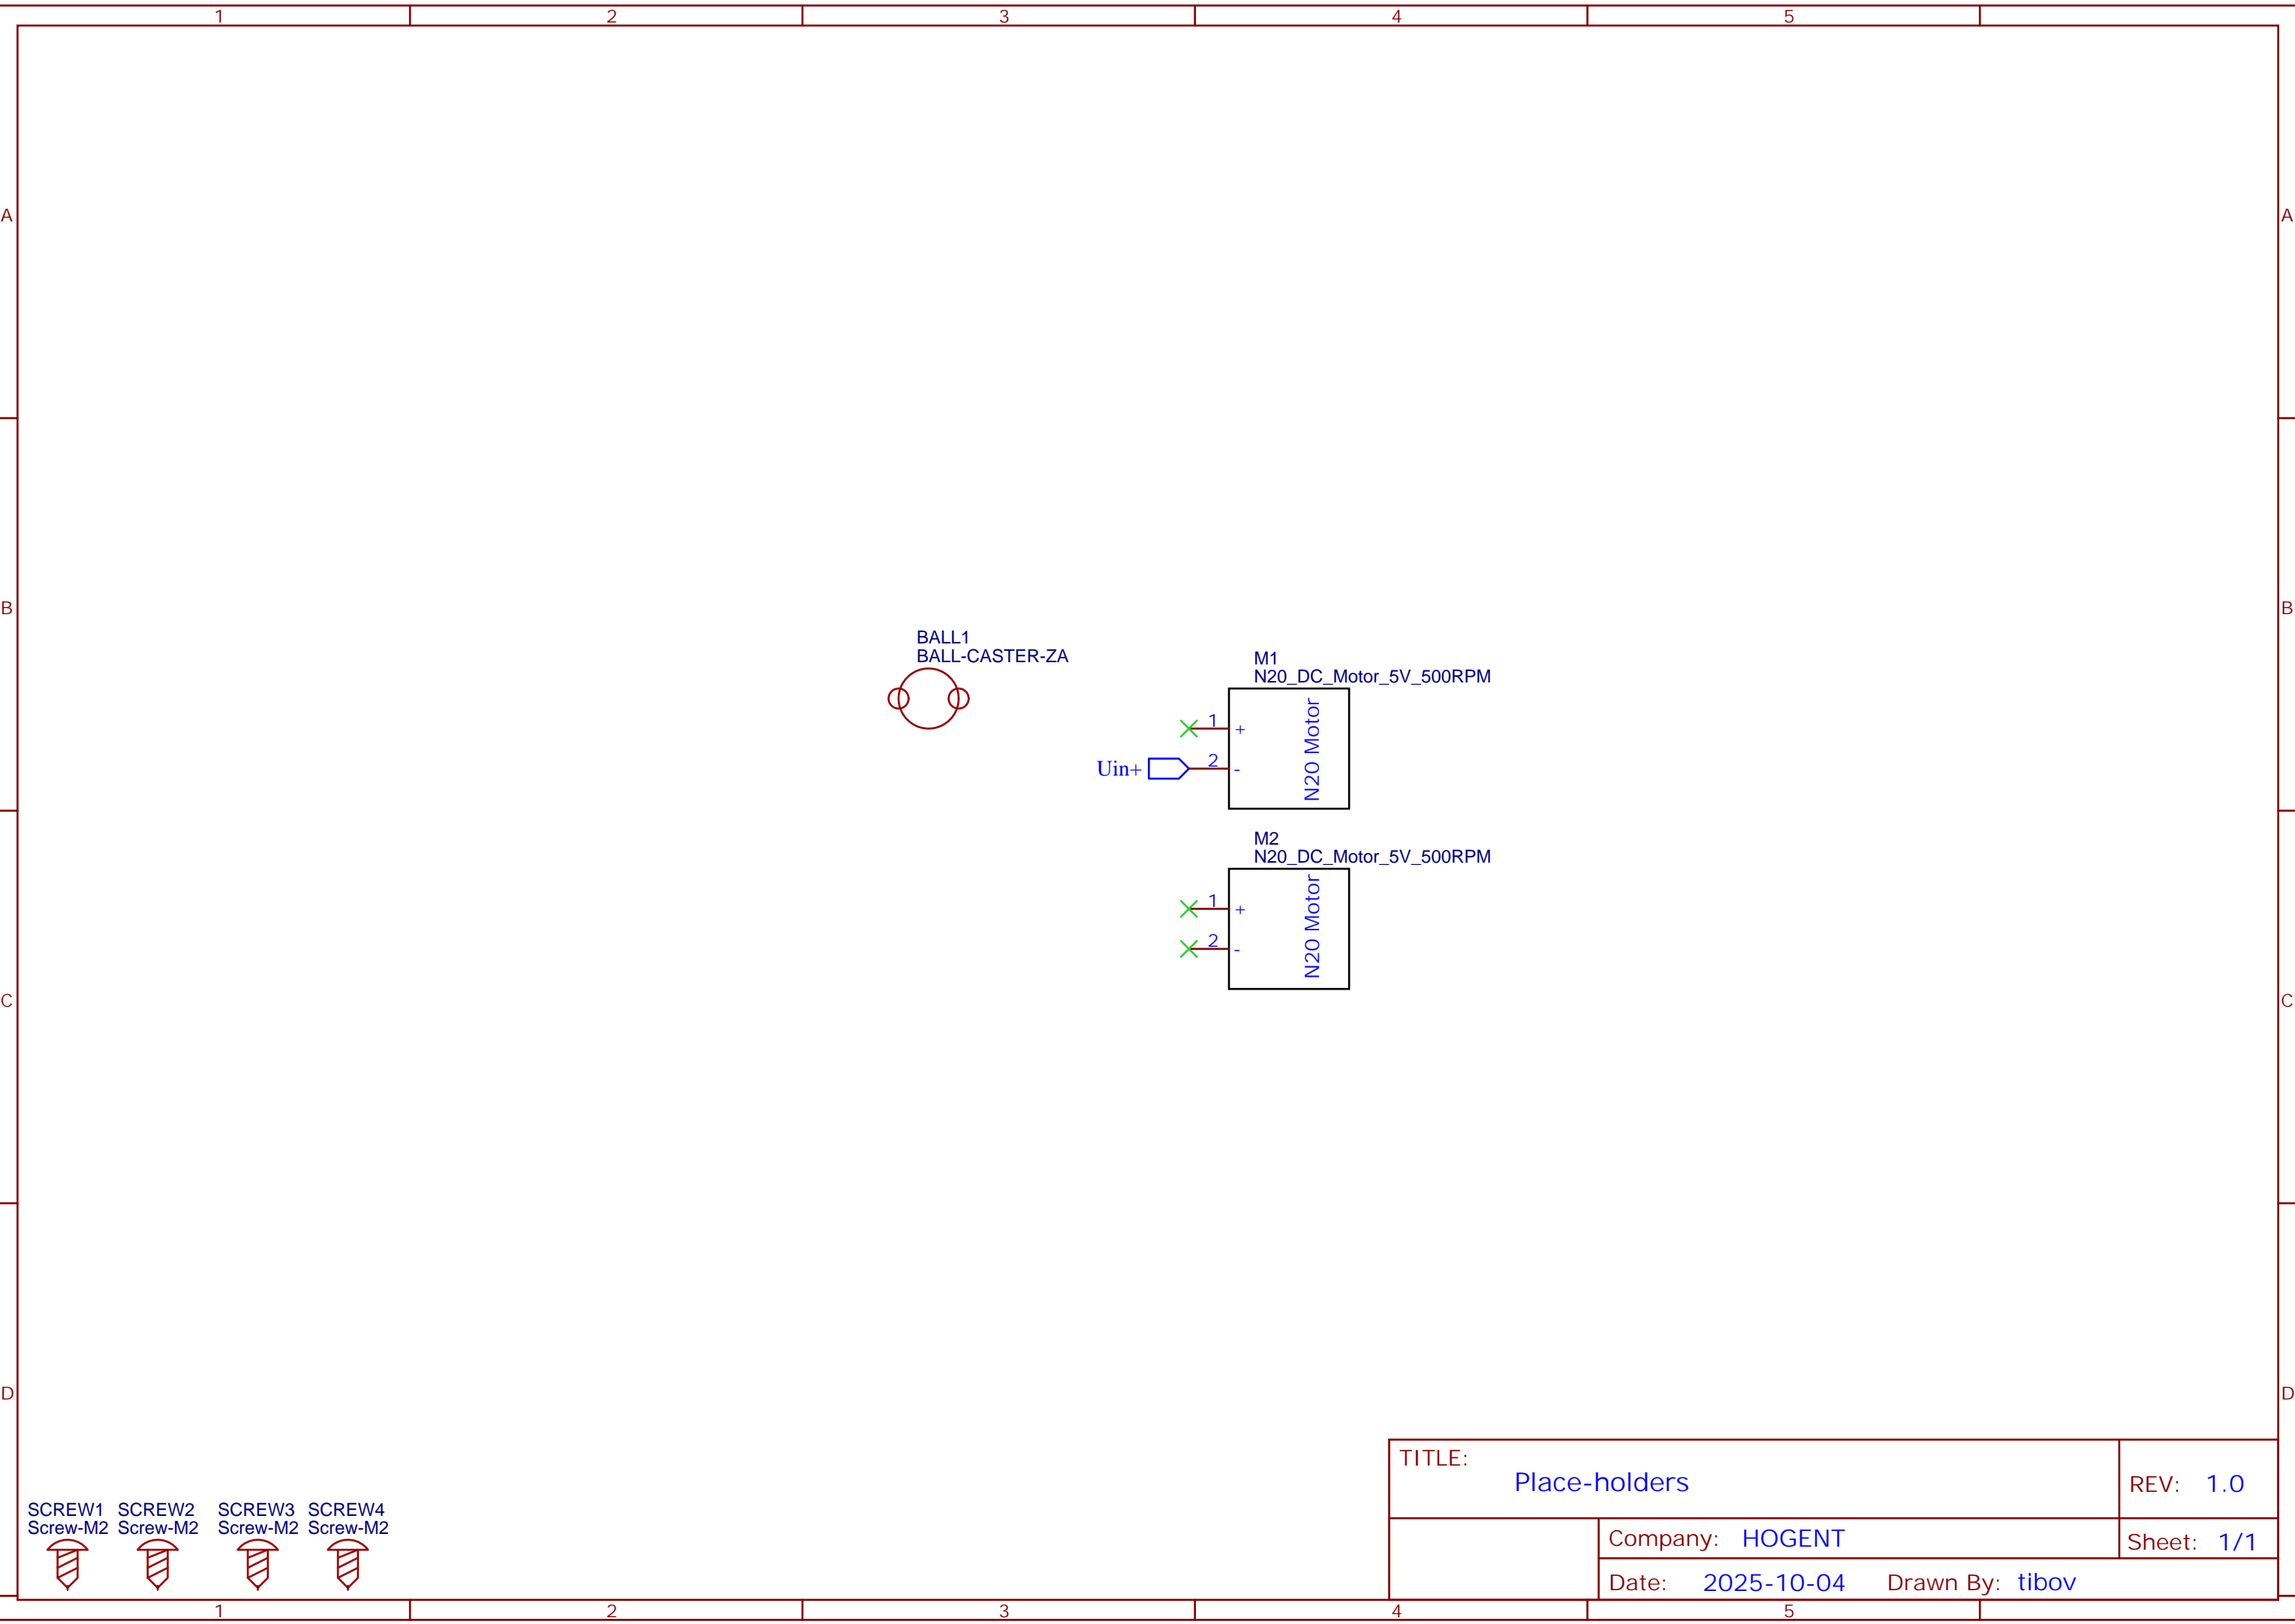 1 2 3 4 5
A A
B B
BALL1
BALL-CASTER-ZA
M1
N20_DC_Motor_5V_500RPM
1 +
Uin+ 2 -
N20 Motor
M2
N20_DC_Motor_5V_500RPM
1 +
2 -
N20 Motor
C C
D D
TITLE:
Place-holders
REV: 1.0
SCREW1 SCREW2 SCREW3 SCREW4
Screw-M2 Screw-M2 Screw-M2 Screw-M2
Company: HOGENT
Sheet: 1/1
Date: 2025-10-04 Drawn By: tibov
1 2 3 4 5